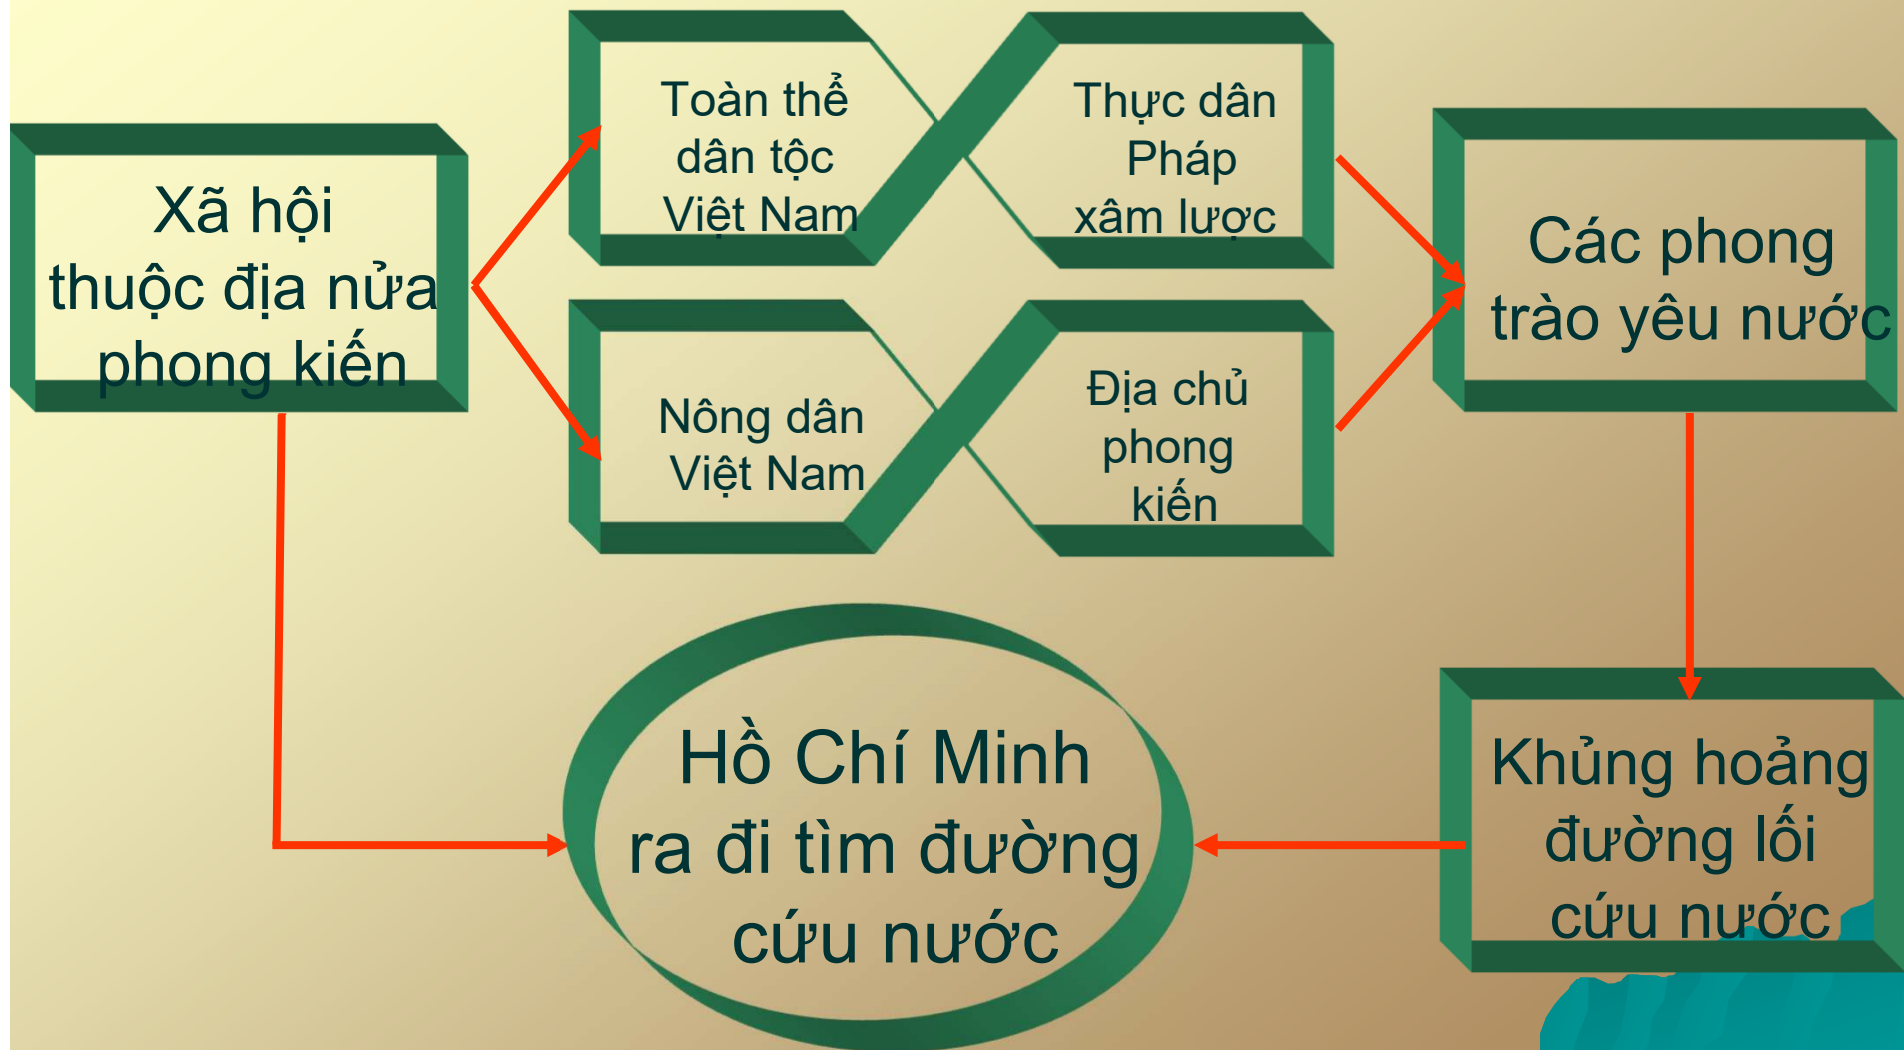 Xã hội
thuộc địa nửa
phong kiến
Toàn thể
dân tộc
Việt Nam
Thực dân
Pháp
xâm lược
Nông dân
Việt Nam
Địa chủ
phong
kiến
Các phong
trào yêu nước
Khủng hoảng
đường lối
cứu nước
Hồ Chí Minh
ra đi tìm đường
cứu nước